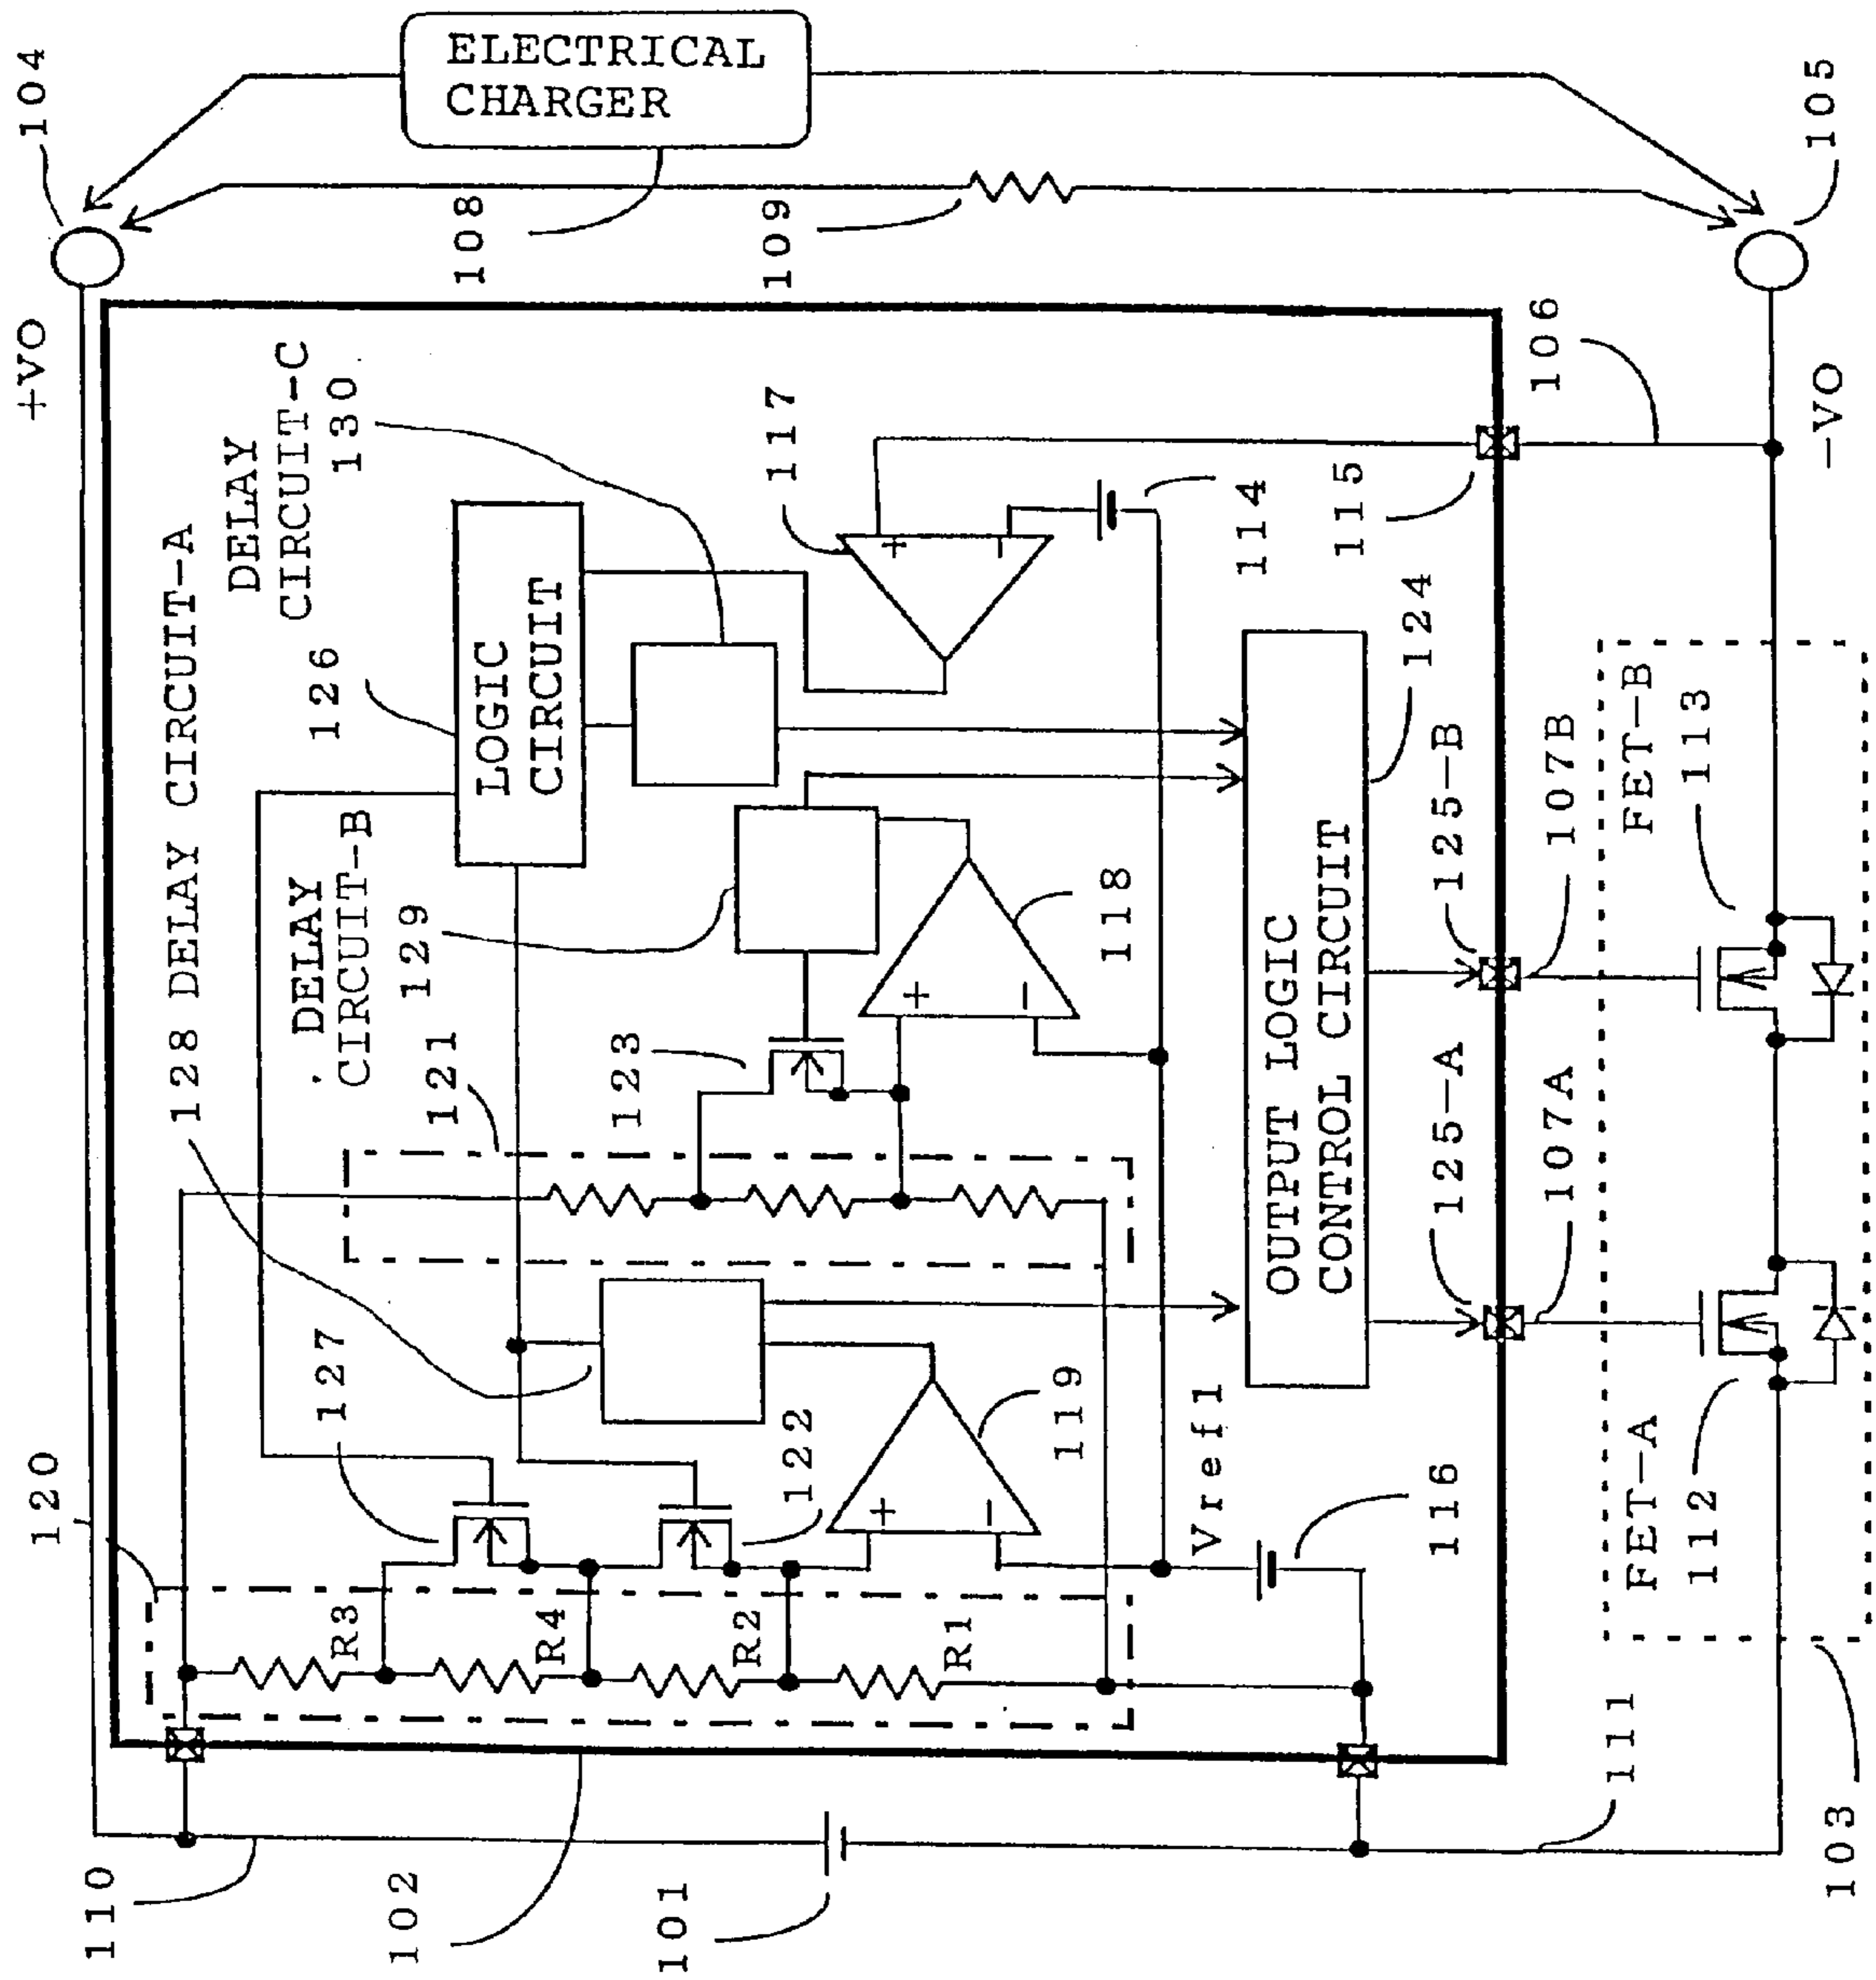 ELECTRICAL
CHARGER
104
105
108
109
+VO
-VO
DELAY
CIRCUIT-C
130
106
117
114
115
128 DELAY CIRCUIT-A
126
LOGIC
CIRCUIT
124
DELAY
CIRCUIT-B
129
+
-
118
+
-
121
123
OUTPUT LOGIC
CONTROL CIRCUIT
125-B
107B
FET-B
113
125-A
107A
127
122
119
+
-
Vref1
116
FET-A
112
120
R3
R4
R2
R1
110
102
101
111
103